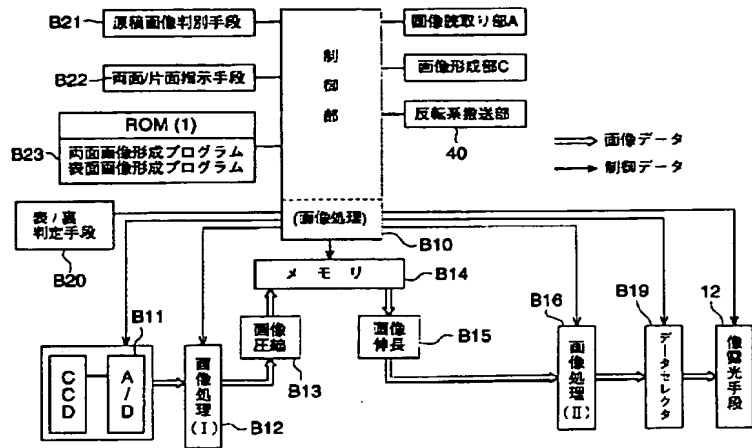 B21
原稿画像判別手段
B22
両面/片面指示手段
B23
ROM (1)
両面画像形成プログラム
表面画像形成プログラム
制御部
(画像処理)
B10
画像読取り部A
画像形成部C
反転系搬送部
40
画像データ
制御データ
表/裏
判定手段
B20
メモリ
B14
B11
CCD
A/D
画像処理(I)
B12
画像
圧縮
B13
画像
伸長
B15
B16
画像処理(II)
B19
データセレクタ
12
像露光手段